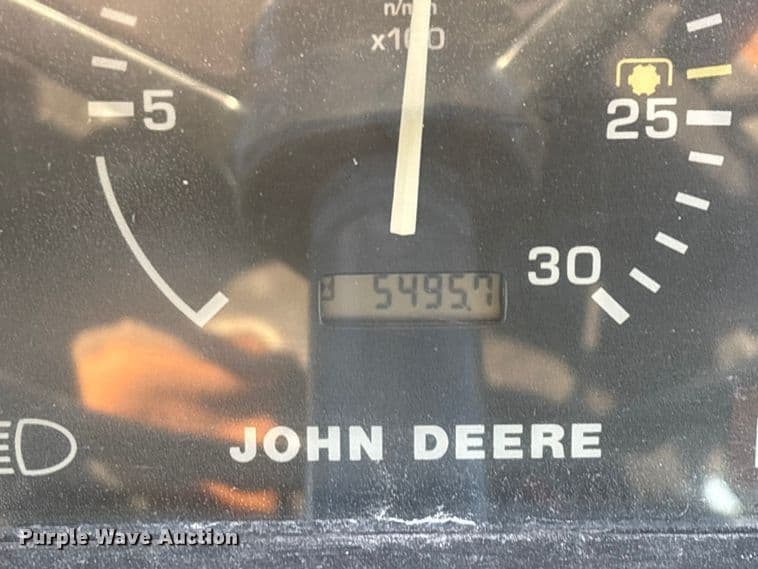 x100
5
25
5495.7
30
JOHN DEERE
Purple Wave Auction